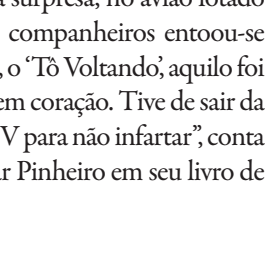 surpresa, no avião lotado
companheiros entoou-se
, o ‘Tô Voltando’, aquilo foi
em coração. Tive de sair da
V para não infartar”, conta
r Pinheiro em seu livro de